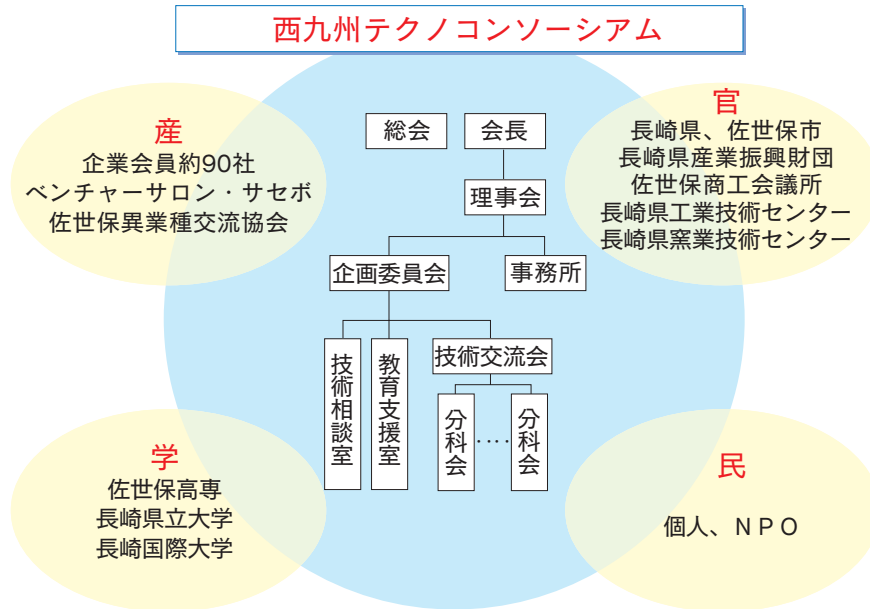 西九州テクノコンソーシアム
産
企業会員約90社
ベンチャーサロン・サセボ
佐世保異業種交流協会
官
長崎県、佐世保市
長崎県産業振興財団
佐世保商工会議所
長崎県工業技術センター
長崎県窯業技術センター
総会
会長
理事会
企画委員会
事務所
技術相談室
教育支援室
技術交流会
分科会
‥‥
分科会
学
佐世保高専
長崎県立大学
長崎国際大学
民
個人、ＮＰＯ